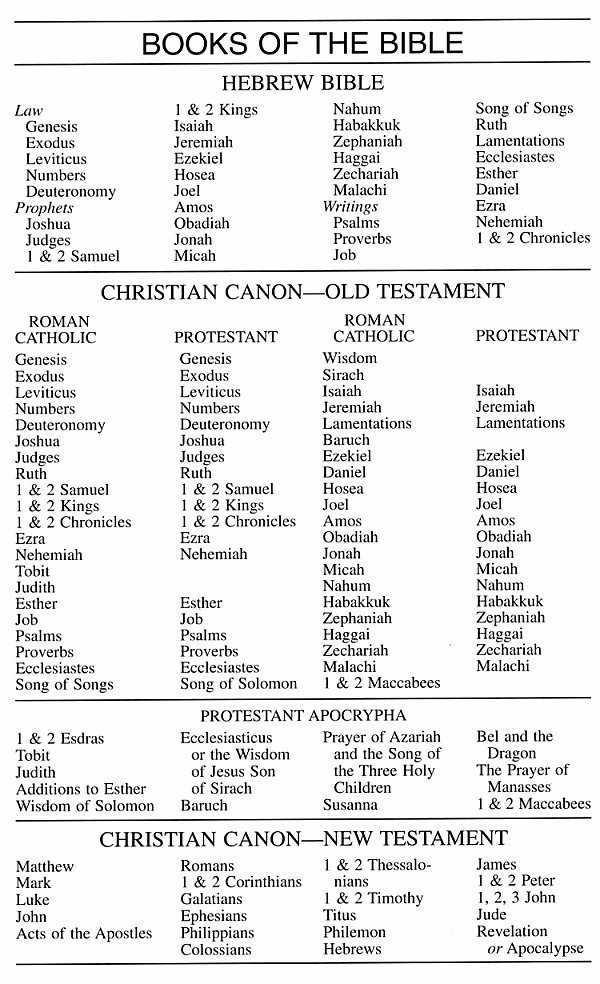 BOOKS OF THE BIBLE
HEBREW BIBLE
Law
Genesis
Exodus
Leviticus
Numbers
Deuteronomy
Prophets
Joshua
Judges
1 & 2 Samuel
1 & 2 Kings
Isaiah
Jeremiah
Ezekiel
Hosea
Joel
Amos
Obadiah
Jonah
Micah
Nahum
Habakkuk
Zephaniah
Haggai
Zechariah
Malachi
Writings
Psalms
Proverbs
Job
Song of Songs
Ruth
Lamentations
Ecclesiastes
Esther
Daniel
Ezra
Nehemiah
1 & 2 Chronicles
CHRISTIAN CANON—OLD TESTAMENT
ROMAN
CATHOLIC
Genesis
Exodus
Leviticus
Numbers
Deuteronomy
Joshua
Judges
Ruth
1 & 2 Samuel
1 & 2 Kings
1 & 2 Chronicles
Ezra
Nehemiah
Tobit
Judith
Esther
Job
Psalms
Proverbs
Ecclesiastes
Song of Songs
PROTESTANT
Genesis
Exodus
Leviticus
Numbers
Deuteronomy
Joshua
Judges
Ruth
1 & 2 Samuel
1 & 2 Kings
1 & 2 Chronicles
Ezra
Nehemiah
Esther
Job
Psalms
Proverbs
Ecclesiastes
Song of Solomon
ROMAN
CATHOLIC
Wisdom
Sirach
Isaiah
Jeremiah
Lamentations
Baruch
Ezekiel
Daniel
Hosea
Joel
Amos
Obadiah
Jonah
Micah
Nahum
Habakkuk
Zephaniah
Haggai
Zechariah
Malachi
1 & 2 Maccabees
PROTESTANT
Isaiah
Jeremiah
Lamentations
Ezekiel
Daniel
Hosea
Joel
Amos
Obadiah
Jonah
Micah
Nahum
Habakkuk
Zephaniah
Haggai
Zechariah
Malachi
PROTESTANT APOCRYPHA
1 & 2 Esdras
Tobit
Judith
Additions to Esther
Wisdom of Solomon
Ecclesiasticus
or the Wisdom
of Jesus Son
of Sirach
Baruch
Prayer of Azariah
and the Song of
the Three Holy
Children
Susanna
Bel and the
Dragon
The Prayer of
Manasses
1 & 2 Maccabees
CHRISTIAN CANON—NEW TESTAMENT
Matthew
Mark
Luke
John
Acts of the Apostles
Romans
1 & 2 Corinthians
Galatians
Ephesians
Philippians
Colossians
1 & 2 Thessalo-
nians
1 & 2 Timothy
Titus
Philemon
Hebrews
James
1 & 2 Peter
1, 2, 3 John
Jude
Revelation
or Apocalypse